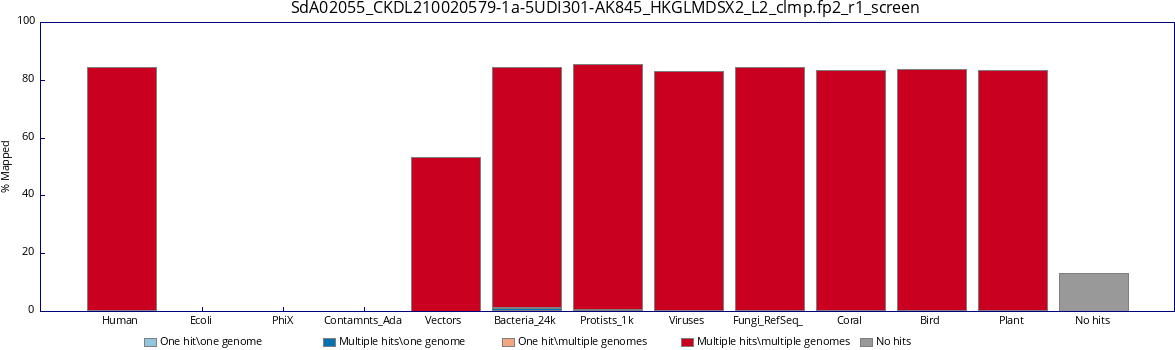 SdA02055_CKDL210020579-1a-5UDI301-AK845_HKGLMDSX2_L2_clmp.fp2_r1_screen
100
80
60
40
20
0
% Mapped
Human Ecoli PhiX Contamnts_Ada Vectors Bacteria_24k Protists_1k Viruses Fungi_RefSeq_ Coral Bird Plant No hits
One hit\one genome Multiple hits\one genome One hit\multiple genomes Multiple hits\multiple genomes No hits